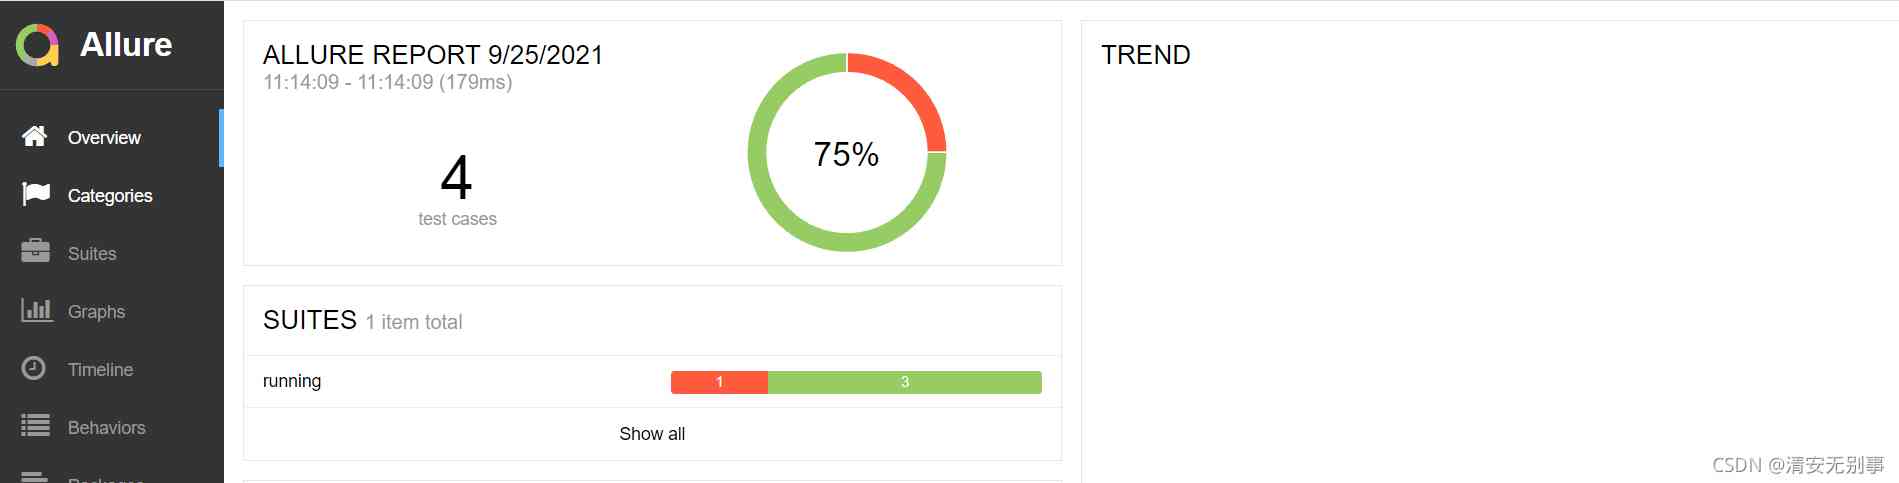 Allure
Overview
Categories
Suites
Graphs
Timeline
Behaviors
Packages
ALLURE REPORT 9/25/2021
11:14:09 - 11:14:09 (179ms)
4
test cases
75%
SUITES 1 item total
running
1 3
Show all
TREND
CSDN @清安无别事